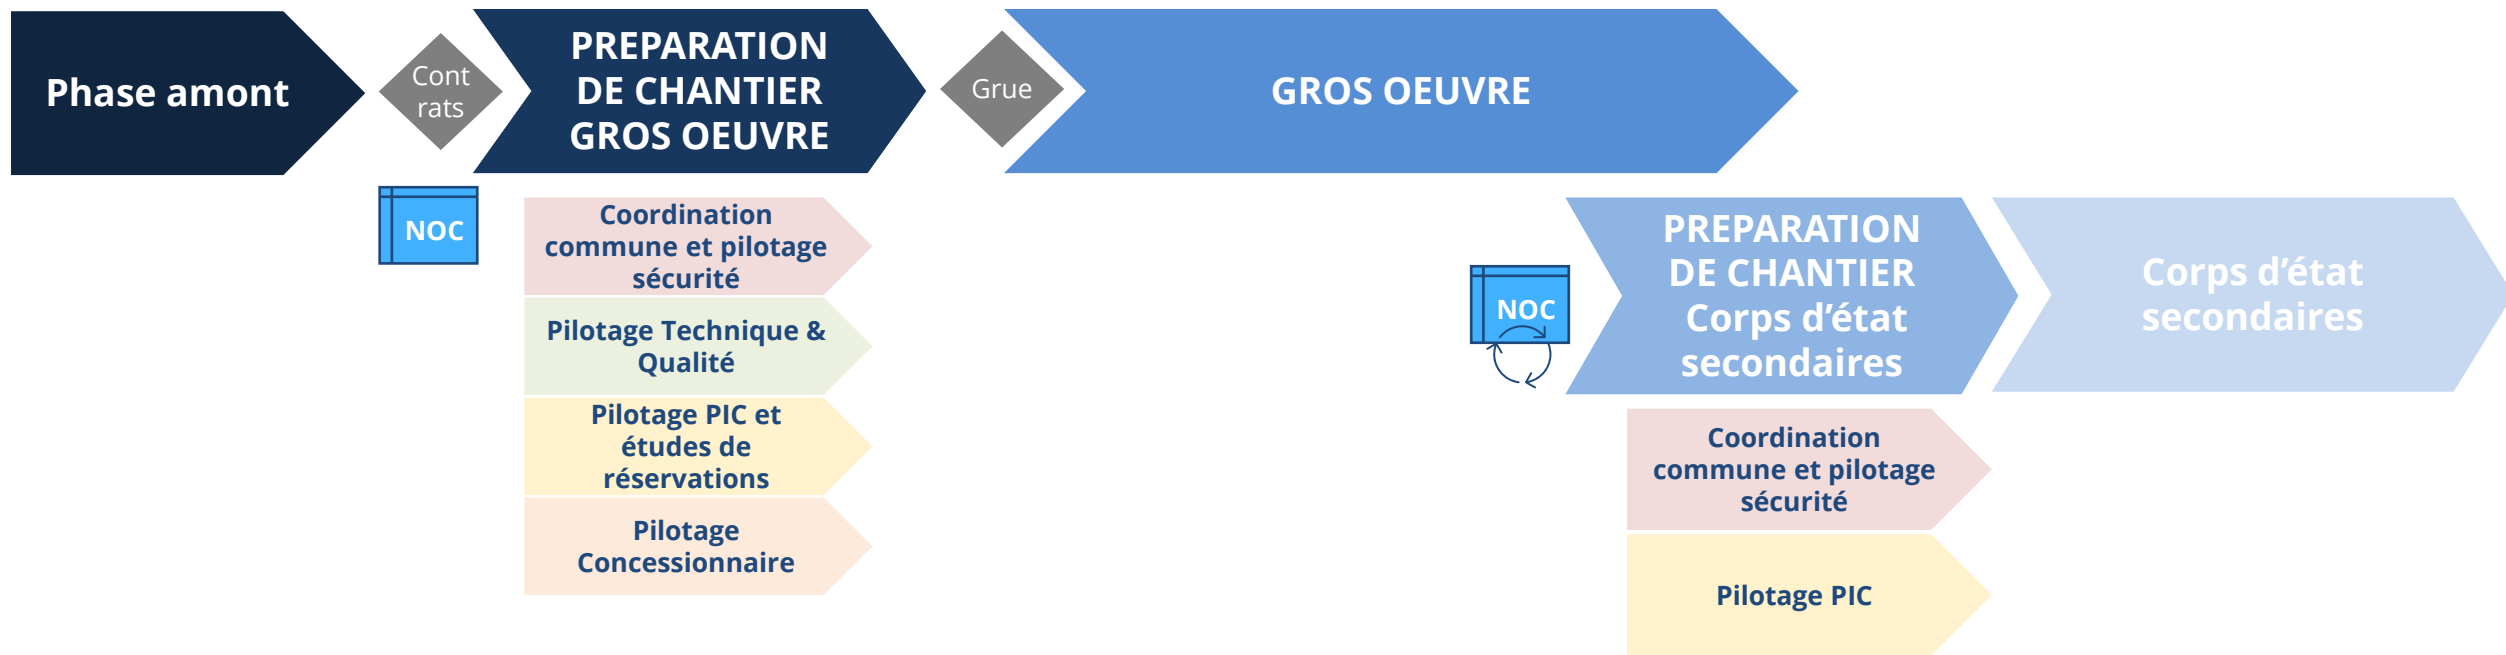 Phase amont
Cont
rats
PREPARATION
DE CHANTIER
GROS OEUVRE
Grue
GROS OEUVRE
NOC
Coordination
commune et pilotage
sécurité
Pilotage Technique &
Qualité
Pilotage PIC et
études de
réservations
Pilotage
Concessionnaire
NOC
PREPARATION
DE CHANTIER
Corps d’état
secondaires
Corps d’état
secondaires
Coordination
commune et pilotage
sécurité
Pilotage PIC